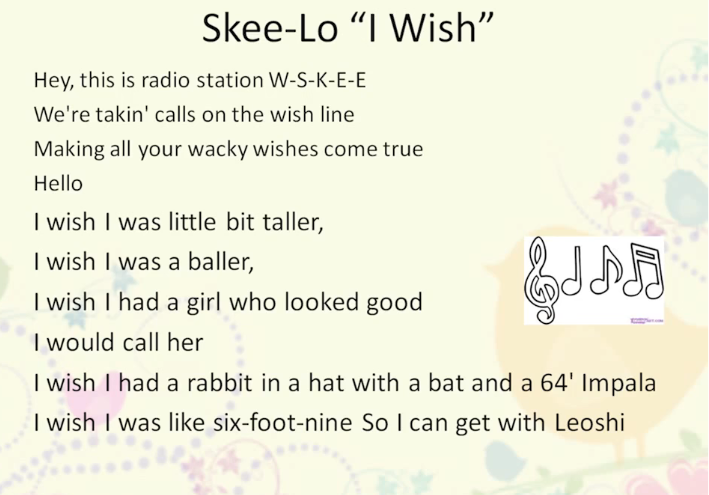 Skee-Lo “I Wish”
Hey, this is radio station W-S-K-E-E
We're takin' calls on the wish line
Making all your wacky wishes come true
Hello
I wish I was little bit taller,
I wish I was a baller,
I wish I had a girl who looked good
I would call her
I wish I had a rabbit in a hat with a bat and a 64' Impala
I wish I was like six-foot-nine So I can get with Leoshi